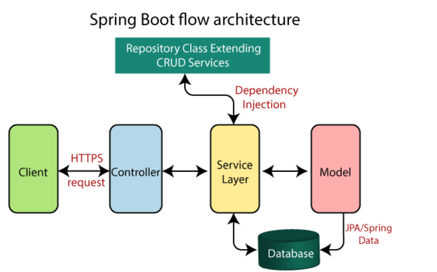 Spring Boot flow architecture
Repository Class Extending
CRUD Services
Dependency
Injection
Client
HTTPS
request
Controller
Service
Layer
Model
JPA/Spring
Data
Database